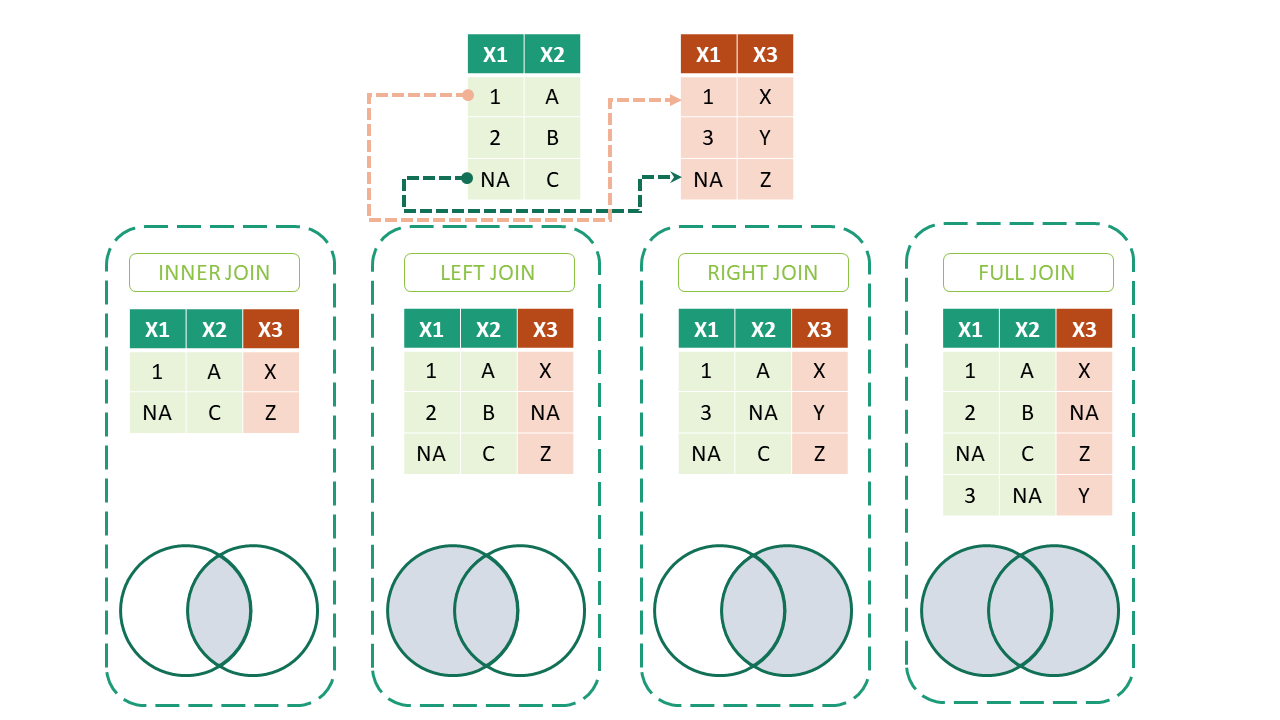 X1 X2
1 A
2 B
NA C
X1 X3
1 X
3 Y
NA Z
INNER JOIN
X1 X2 X3
1 A X
NA C Z
LEFT JOIN
X1 X2 X3
1 A X
2 B NA
NA C Z
RIGHT JOIN
X1 X2 X3
1 A X
3 NA Y
NA C Z
FULL JOIN
X1 X2 X3
1 A X
2 B NA
NA C Z
3 NA Y